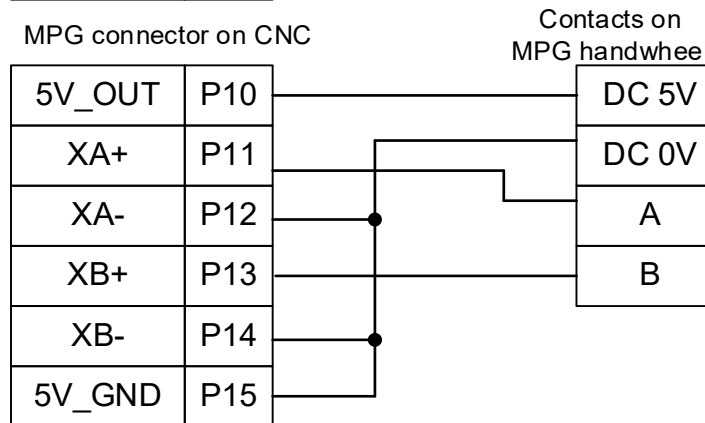 MPG connector on CNC
Contacts on
MPG handwhee
5V_OUT P10
XA+ P11
XA- P12
XB+ P13
XB- P14
5V_GND P15
DC 5V
DC 0V
A
B